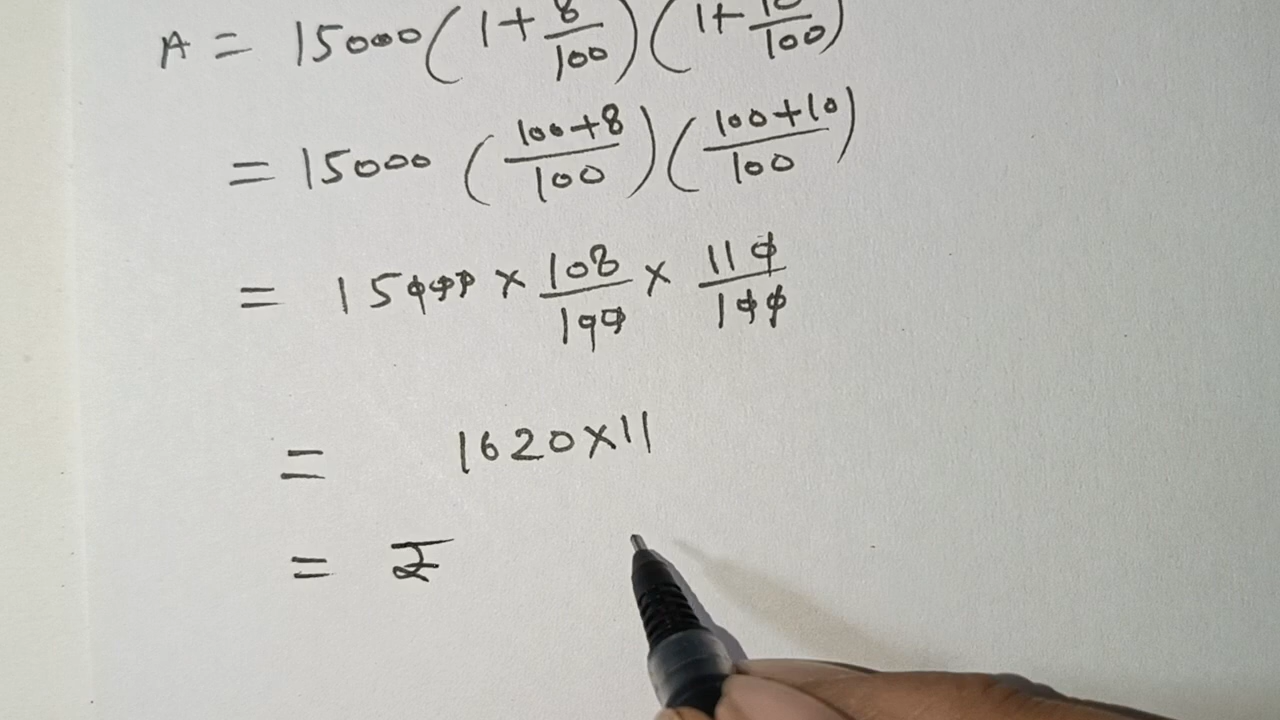 A = 15000(1+8/100)(1+10/100)
= 15000 (100+8/100)(100+10/100)
= 15000 × 108/100 × 110/100
= 1620×11
= ₹